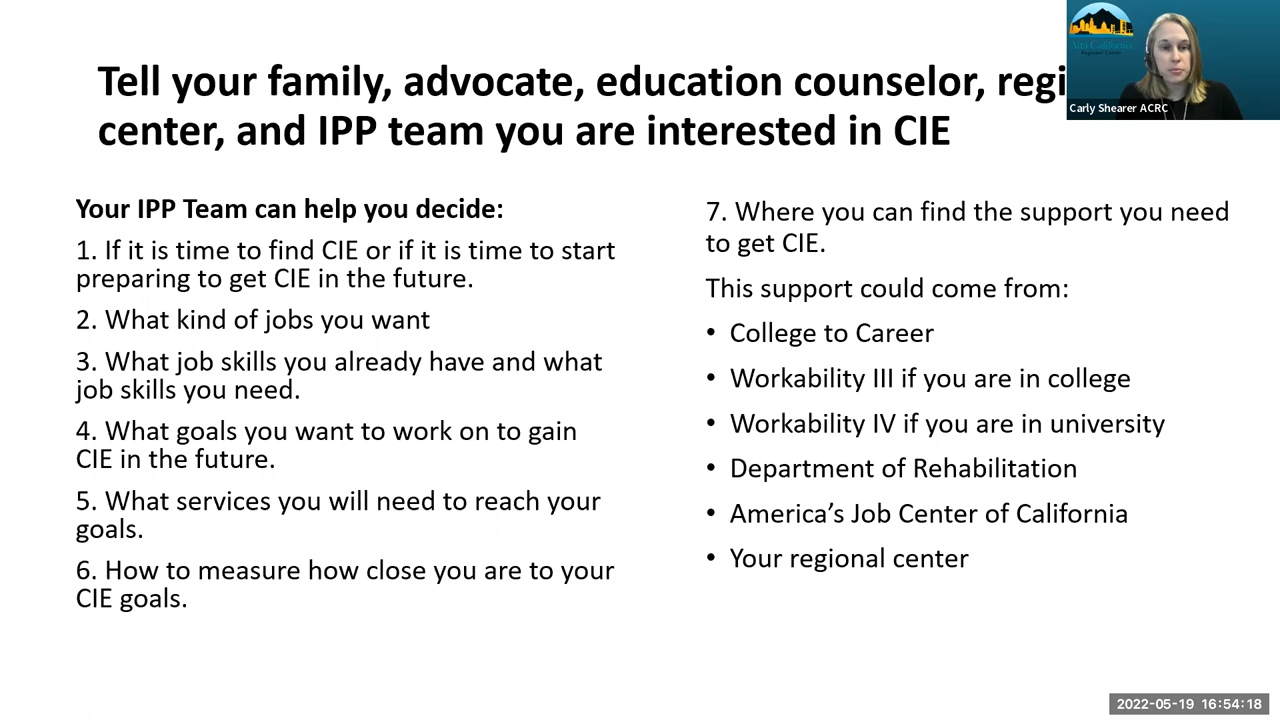 Tell your family, advocate, education counselor, regi
center, and IPP team you are interested in CIE
Your IPP Team can help you decide:
1. If it is time to find CIE or if it is time to start
preparing to get CIE in the future.
2. What kind of jobs you want
3. What job skills you already have and what
job skills you need.
4. What goals you want to work on to gain
CIE in the future.
5. What services you will need to reach your
goals.
6. How to measure how close you are to your
CIE goals.
7. Where you can find the support you need
to get CIE.
This support could come from:
• College to Career
• Workability III if you are in college
• Workability IV if you are in university
• Department of Rehabilitation
• America’s Job Center of California
• Your regional center
Alta California
Regional Center
Carly Shearer ACRC
2022-05-19 16:54:18